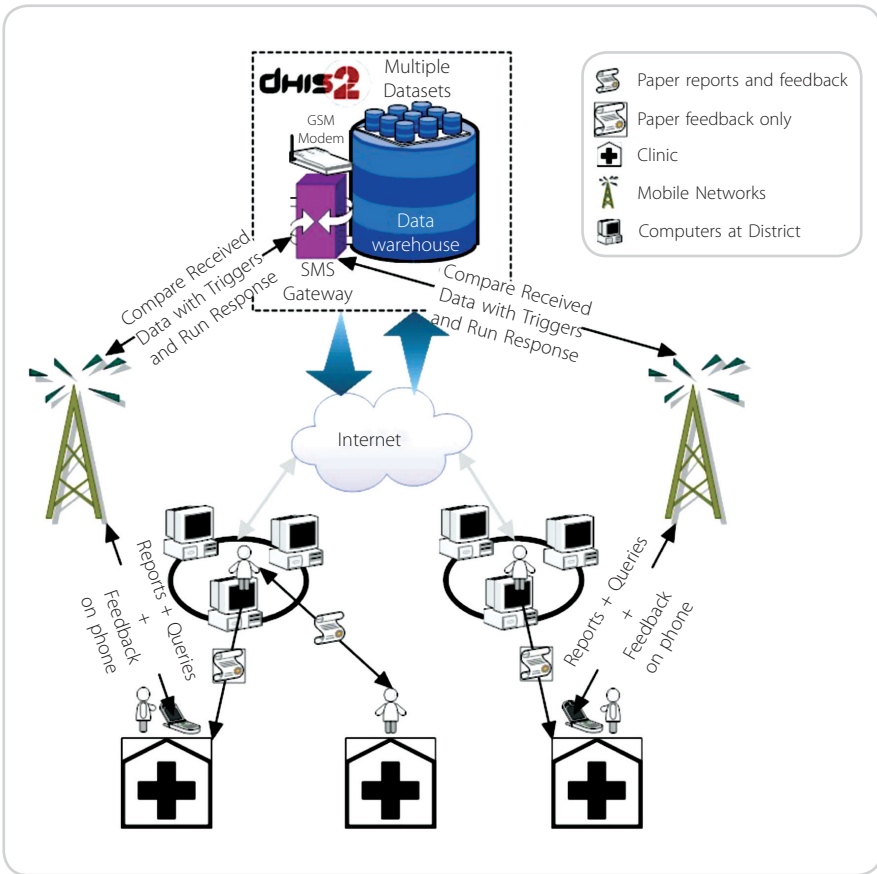 dhis2
Multiple
Datasets
GSM
Modem
Data
warehouse
SMS
Gateway
Paper reports and feedback
Paper feedback only
Clinic
Mobile Networks
Computers at District
Compare Received
Data with Triggers
and Run Response
Compare Received
Data with Triggers
and Run Response
Internet
Reports + Queries
+
Feedback
on phone
Reports + Queries
+
Feedback
on phone